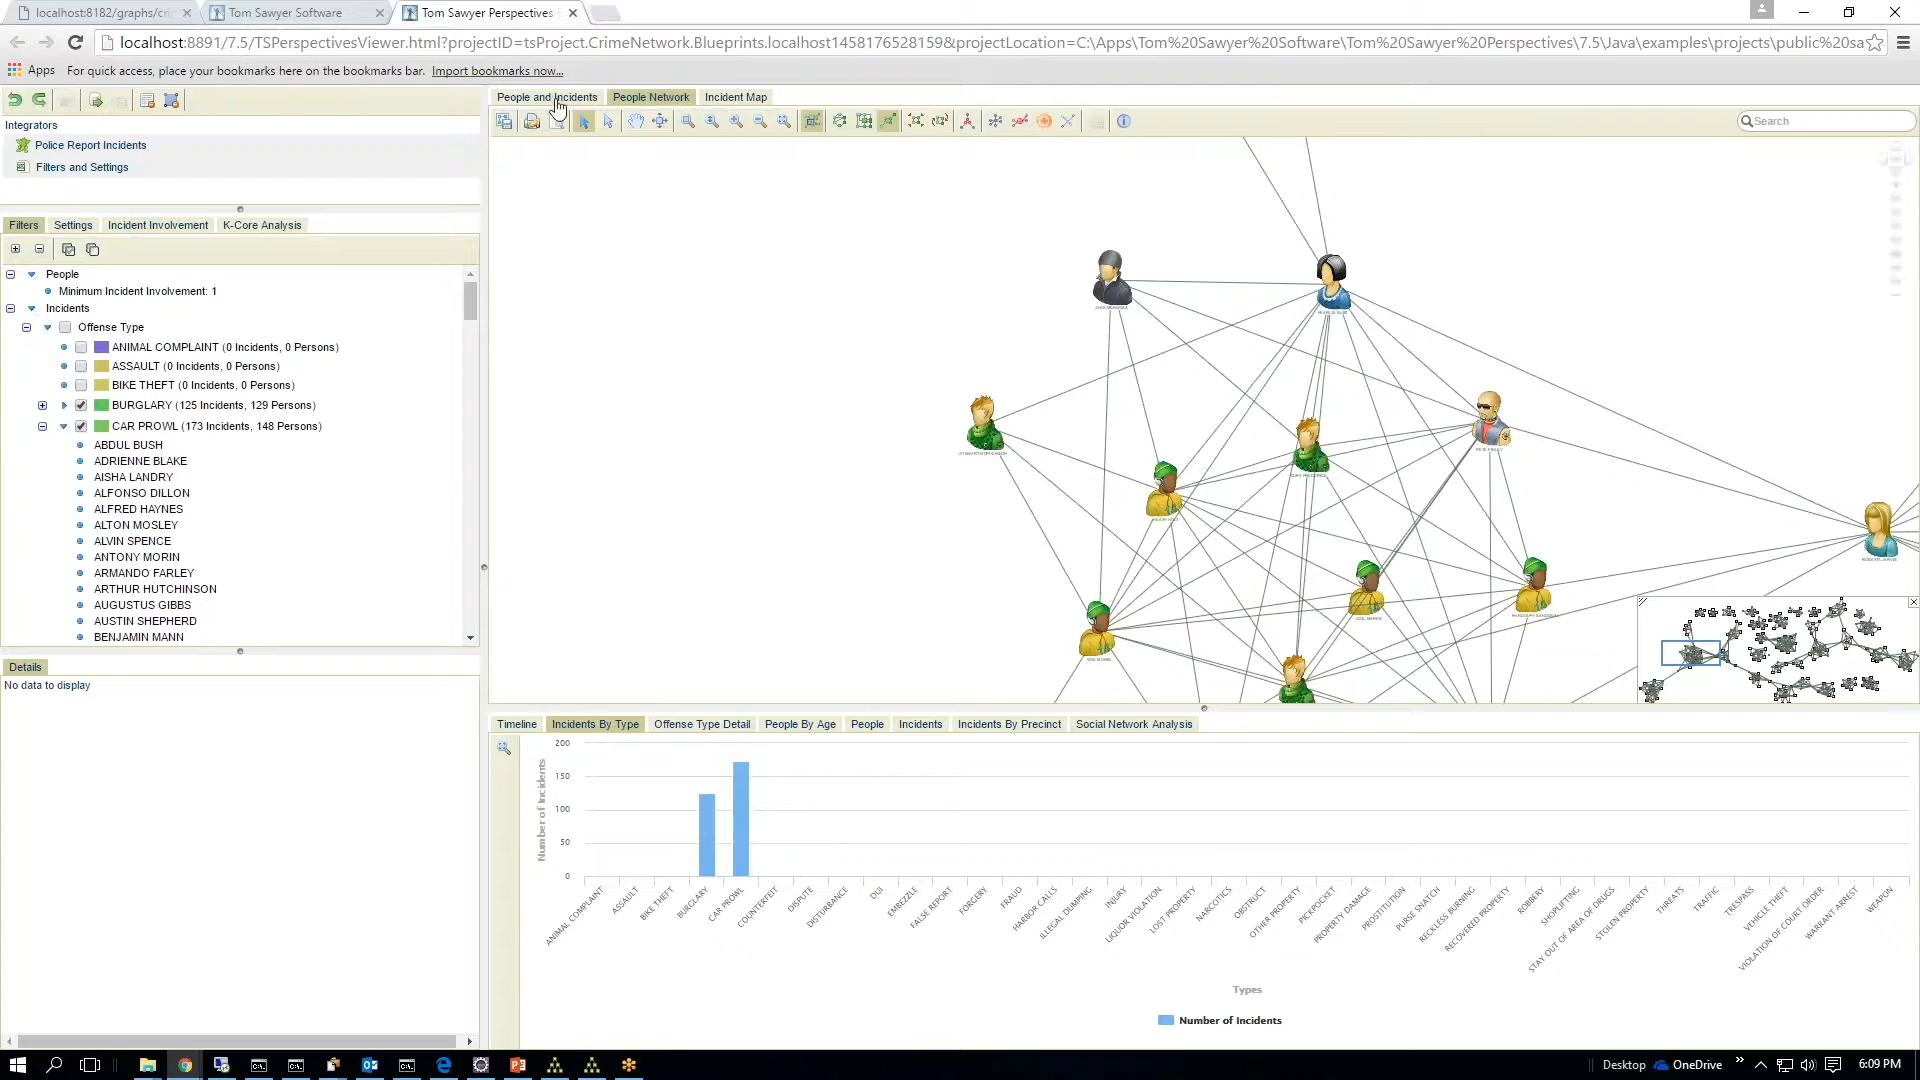 localhost:8182/graphs/cri
Tom Sawyer Software
Tom Sawyer Perspectives
localhost:8891/7.5/TSPerspectivesViewer.html?projectID=tsProject.CrimeNetwork.Blueprints.localhost1458176528159&projectLocation=C:\Apps\Tom%20Sawyer%20Software\Tom%20Sawyer%20Perspectives\7.5\Java\examples\projects\public%20sa
Apps For quick access, place your bookmarks here on the bookmarks bar. Import bookmarks now...
Integrators
Police Report Incidents
Filters and Settings
Filters Settings Incident Involvement K-Core Analysis
People
Minimum Incident Involvement: 1
Incidents
Offense Type
ANIMAL COMPLAINT (0 Incidents, 0 Persons)
ASSAULT (0 Incidents, 0 Persons)
BIKE THEFT (0 Incidents, 0 Persons)
BURGLARY (125 Incidents, 129 Persons)
CAR PROWL (173 Incidents, 148 Persons)
ABDUL BUSH
ADRIENNE BLAKE
AISHA LANDRY
ALFONSO DILLON
ALFRED HAYNES
ALTON MOSLEY
ALVIN SPENCE
ANTONY MORIN
ARMANDO FARLEY
ARTHUR HUTCHINSON
AUGUSTUS GIBBS
AUSTIN SHEPHERD
BENJAMIN MANN
Details
No data to display
People and Incidents People Network Incident Map
Search
Timeline Incidents By Type Offense Type Detail People By Age People Incidents Incidents By Precinct Social Network Analysis
Number of Incidents
200
150
100
50
0
ANIMAL COMPLAINT
ASSAULT
BIKE THEFT
BURGLARY
CAR PROWL
COUNTERFEIT
DISPUTE
DISTURBANCE
DUI
EMBEZZLE
FALSE REPORT
FORGERY
FRAUD
HARBOR CALLS
ILLEGAL DUMPING
INJURY
LIQUOR VIOLATION
LOST PROPERTY
NARCOTICS
OBSTRUCT
OTHER PROPERTY
PICKPOCKET
PROPERTY DAMAGE
PROSTITUTION
PURSE SNATCH
RECKLESS BURNING
RECOVERED PROPERTY
ROBBERY
SHOPLIFTING
STAY OUT OF AREA OF DRUGS
STOLEN PROPERTY
THREATS
TRAFFIC
TRESPASS
VEHICLE THEFT
VIOLATION OF COURT ORDER
WARRANT ARREST
WEAPON
Types
Number of Incidents
Desktop OneDrive 6:09 PM